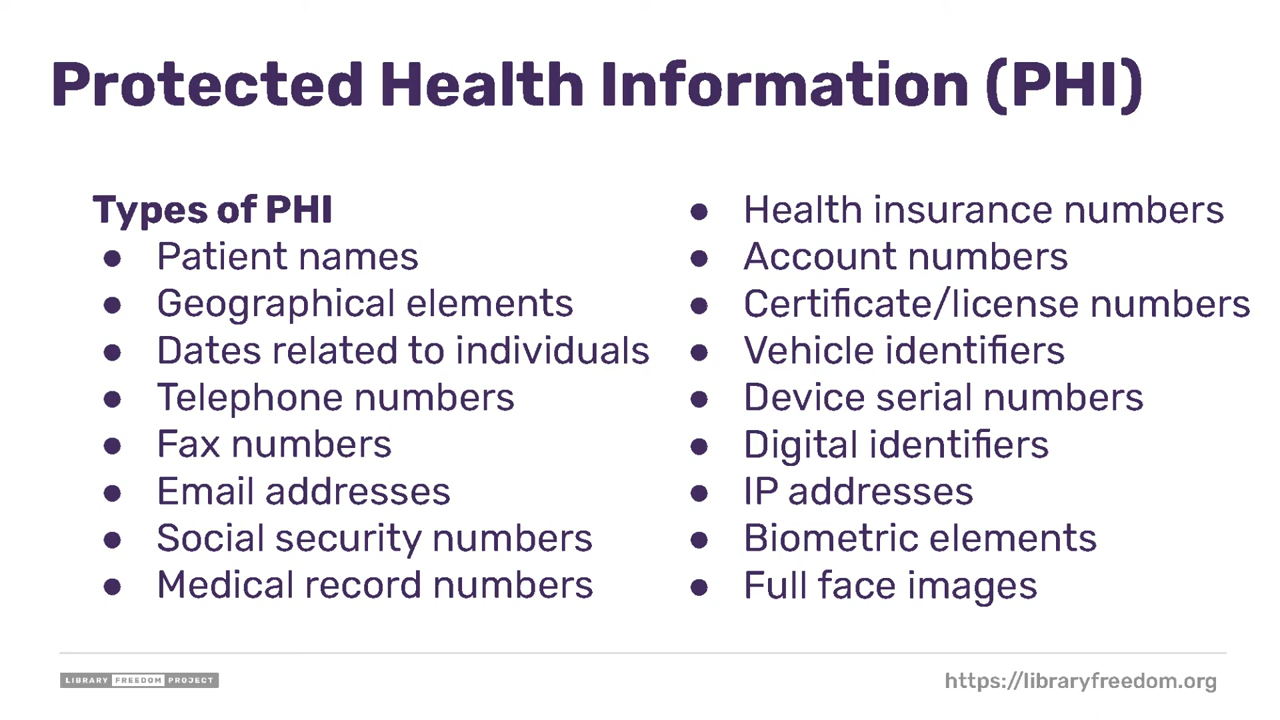 Protected Health Information (PHI)
Types of PHI
● Patient names
● Geographical elements
● Dates related to individuals
● Telephone numbers
● Fax numbers
● Email addresses
● Social security numbers
● Medical record numbers
● Health insurance numbers
● Account numbers
● Certificate/license numbers
● Vehicle identifiers
● Device serial numbers
● Digital identifiers
● IP addresses
● Biometric elements
● Full face images
LIBRARY FREEDOM PROJECT
https://libraryfreedom.org